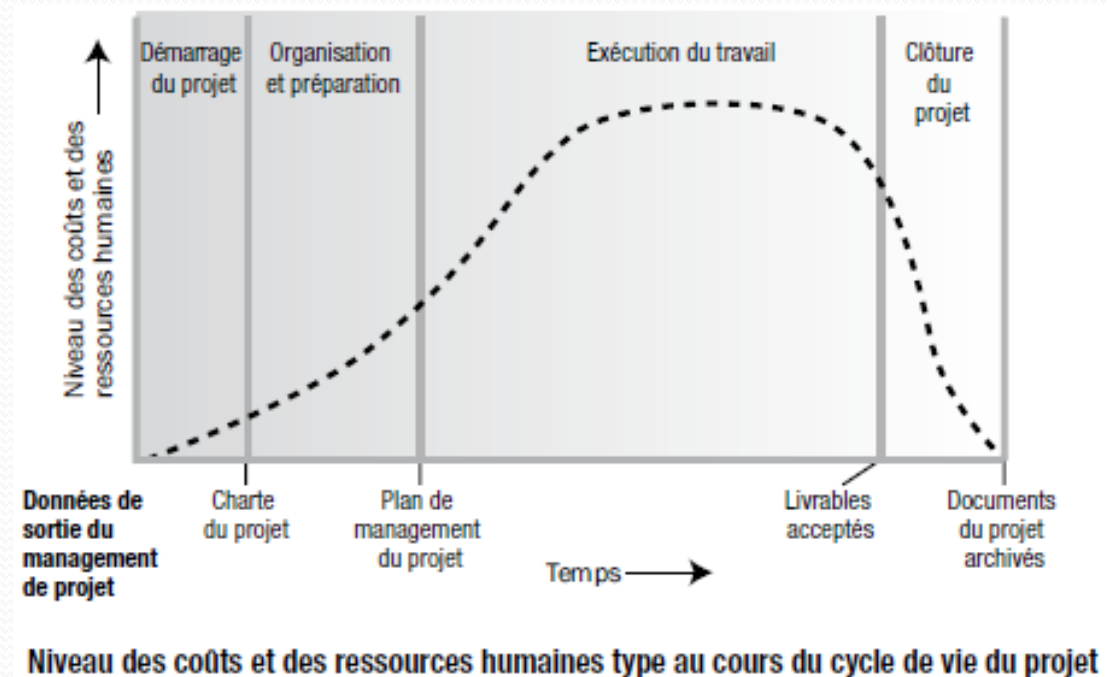 Démarrage
du projet
Organisation
et préparation
Exécution du travail
Clôture
du
projet
Niveau des coûts et des
ressources humaines
Données de
sortie du
management
de projet
Charte
du projet
Plan de
management
du projet
Temps
Livrables
acceptés
Documents
du projet
archivés
Niveau des coûts et des ressources humaines type au cours du cycle de vie du projet